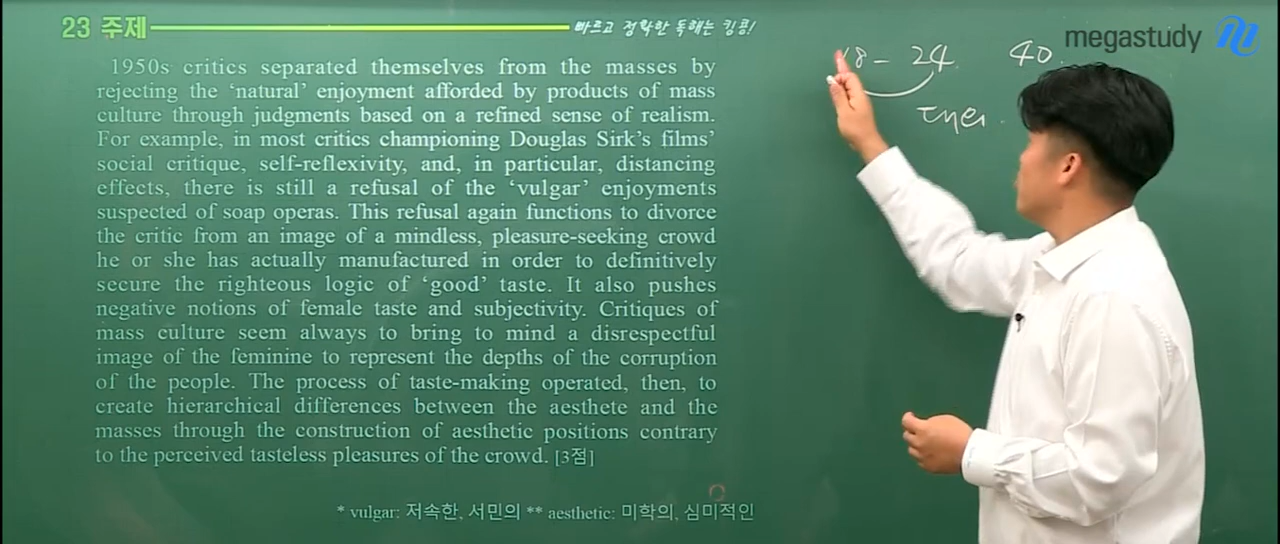 23 주제
빠르고 정확한 독해는 킹콩!
megastudy
18 - 24 40
1950s critics separated themselves from the masses by
rejecting the ‘natural’ enjoyment afforded by products of mass
culture through judgments based on a refined sense of realism.
For example, in most critics championing Douglas Sirk’s films’
social critique, self-reflexivity, and, in particular, distancing
effects, there is still a refusal of the ‘vulgar’ enjoyments
suspected of soap operas. This refusal again functions to divorce
the critic from an image of a mindless, pleasure-seeking crowd
he or she has actually manufactured in order to definitively
secure the righteous logic of ‘good’ taste. It also pushes
negative notions of female taste and subjectivity. Critiques of
mass culture seem always to bring to mind a disrespectful
image of the feminine to represent the depths of the corruption
of the people. The process of taste-making operated, then, to
create hierarchical differences between the aesthete and the
masses through the construction of aesthetic positions contrary
to the perceived tasteless pleasures of the crowd. [3점]
* vulgar: 저속한, 서민의 ** aesthetic: 미학의, 심미적인